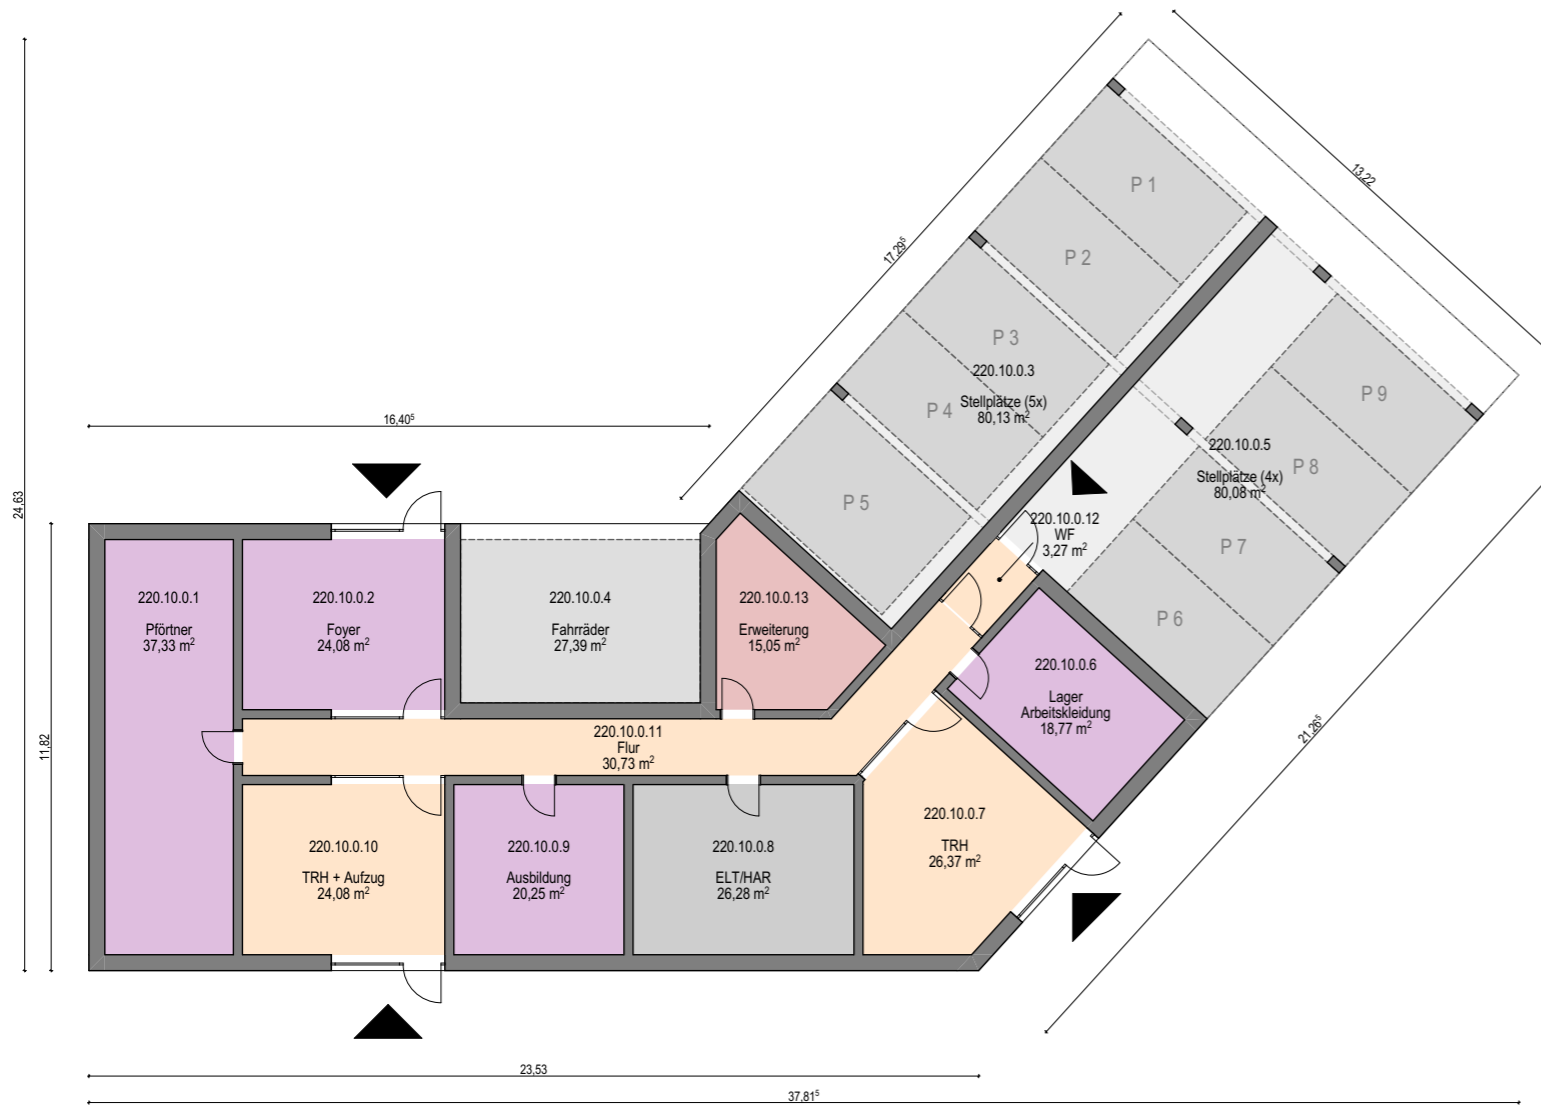 13,22
P 1
17,29⁵
P 2
P 3
220.10.0.3
Stellplätze (5x)
80,13 m²
P 4
P 9
16,40⁵
220.10.0.5
P 8
Stellplätze (4x)
80,08 m²
24,63
P 5
220.10.0.12
WF
3,27 m²
P 7
220.10.0.1
Pförtner
37,33 m²
220.10.0.2
Foyer
24,08 m²
220.10.0.4
Fahrräder
27,39 m²
220.10.0.13
Erweiterung
15,05 m²
P 6
220.10.0.6
Lager
Arbeitskleidung
18,77 m²
11,82
220.10.0.11
Flur
30,73 m²
21,26⁵
220.10.0.10
TRH + Aufzug
24,08 m²
220.10.0.9
Ausbildung
20,25 m²
220.10.0.8
ELT/HAR
26,28 m²
220.10.0.7
TRH
26,37 m²
23,53
37,81⁵